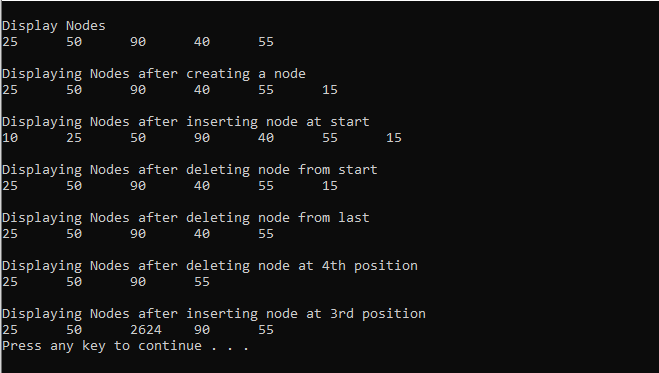 Display Nodes
25 50 90 40 55
Displaying Nodes after creating a node
25 50 90 40 55 15
Displaying Nodes after inserting node at start
10 25 50 90 40 55 15
Displaying Nodes after deleting node from start
25 50 90 40 55 15
Displaying Nodes after deleting node from last
25 50 90 40 55
Displaying Nodes after deleting node at 4th position
25 50 90 55
Displaying Nodes after inserting node at 3rd position
25 50 2624 90 55
Press any key to continue . . .